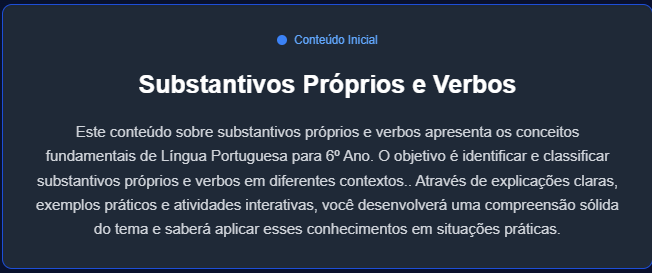 Conteúdo Inicial
Substantivos Próprios e Verbos
Este conteúdo sobre substantivos próprios e verbos apresenta os conceitos
fundamentais de Língua Portuguesa para 6º Ano. O objetivo é identificar e classificar
substantivos próprios e verbos em diferentes contextos.. Através de explicações claras,
exemplos práticos e atividades interativas, você desenvolverá uma compreensão sólida
do tema e saberá aplicar esses conhecimentos em situações práticas.